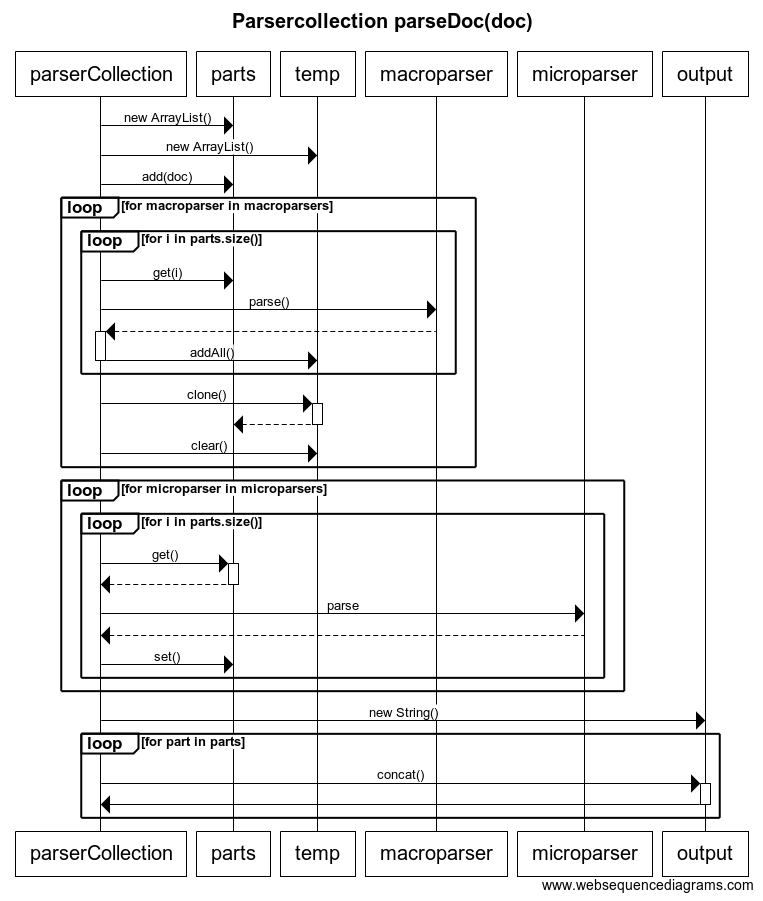 Parsercollection parseDoc(doc)
parserCollection parts temp macroparser microparser output
new ArrayList()
new ArrayList()
add(doc)
loop [for macroparser in macroparsers]
loop [for i in parts.size()]
get(i)
parse()
addAll()
clone()
clear()
loop [for microparser in microparsers]
loop [for i in parts.size()]
get()
parse
set()
new String()
loop [for part in parts]
concat()
parserCollection parts temp macroparser microparser output
www.websequencediagrams.com